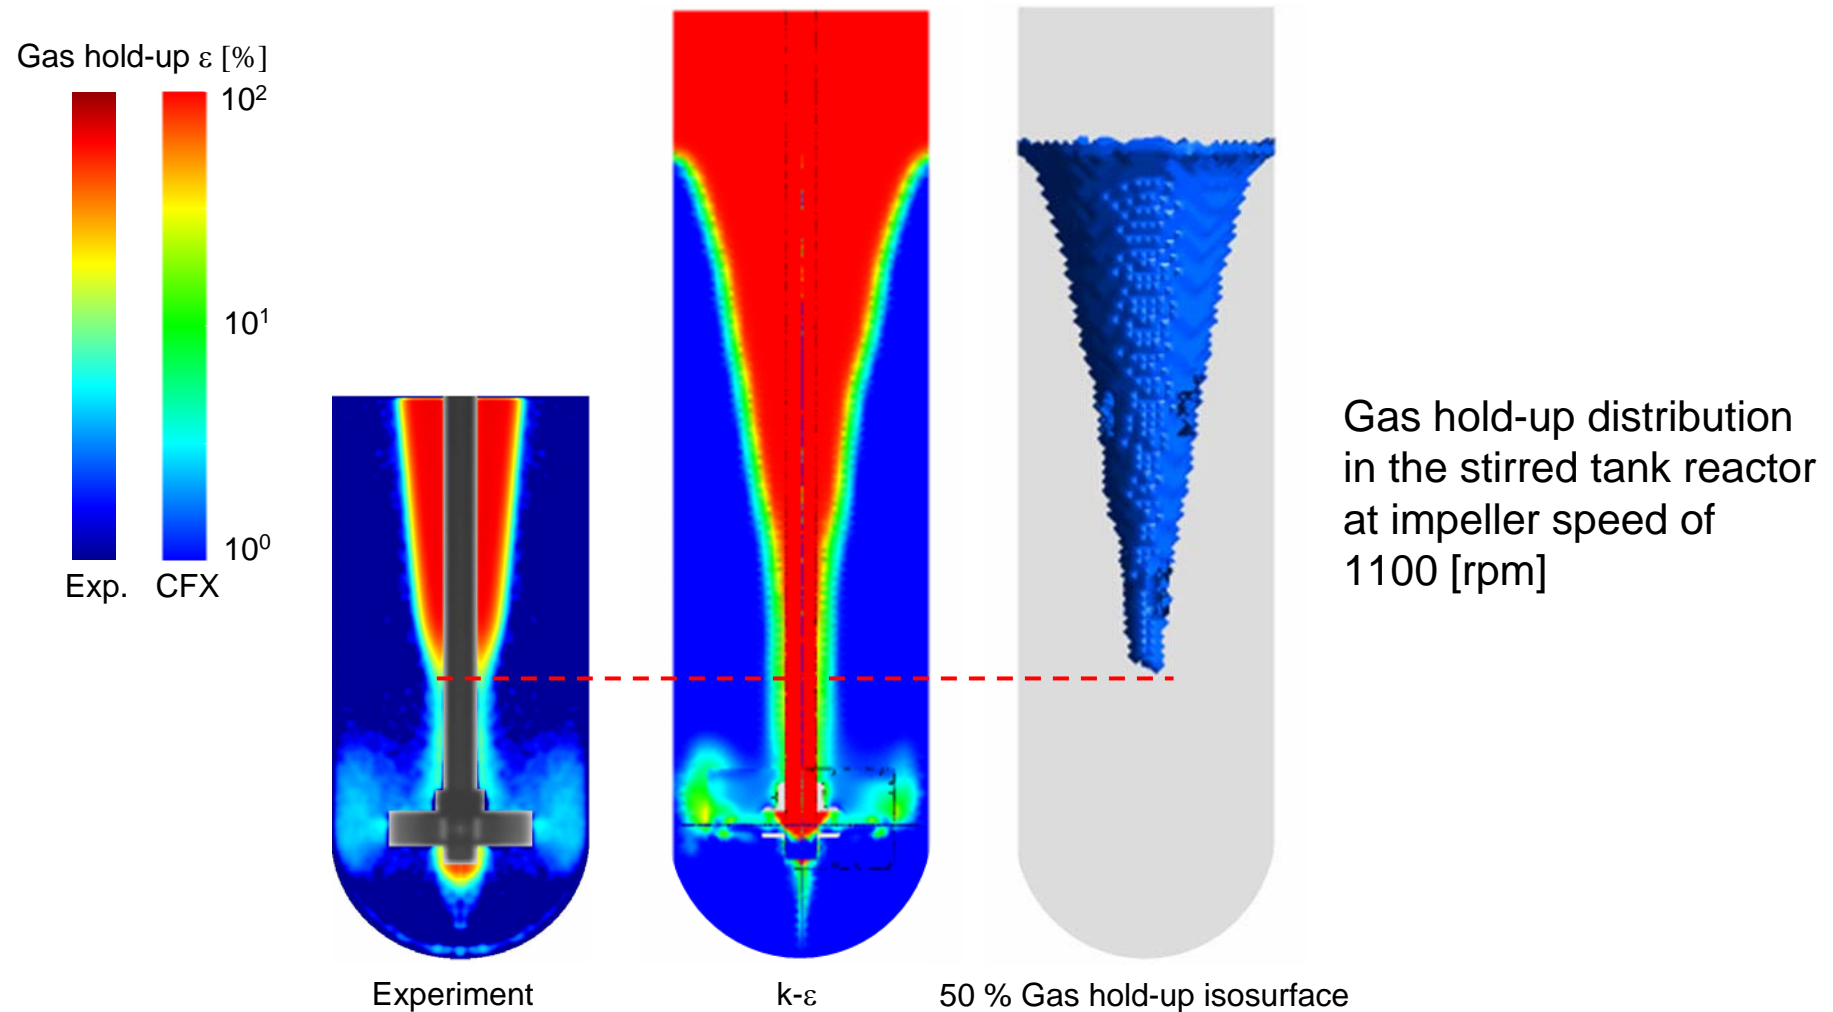 Gas hold-up ε [%]
10²
10¹
10⁰
Exp. CFX
Gas hold-up distribution
in the stirred tank reactor
at impeller speed of
1100 [rpm]
Experiment
k-ε
50 % Gas hold-up isosurface